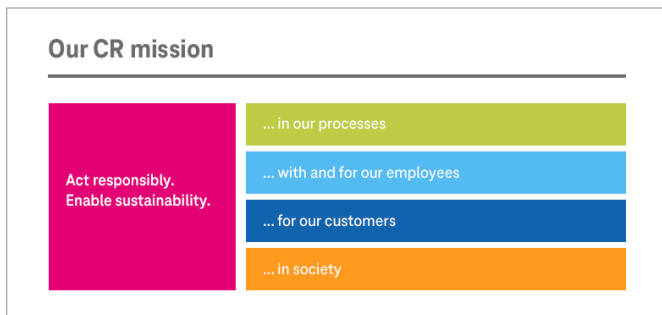 Our CR mission
Act responsibly.
Enable sustainability.
... in our processes
... with and for our employees
... for our customers
... in society